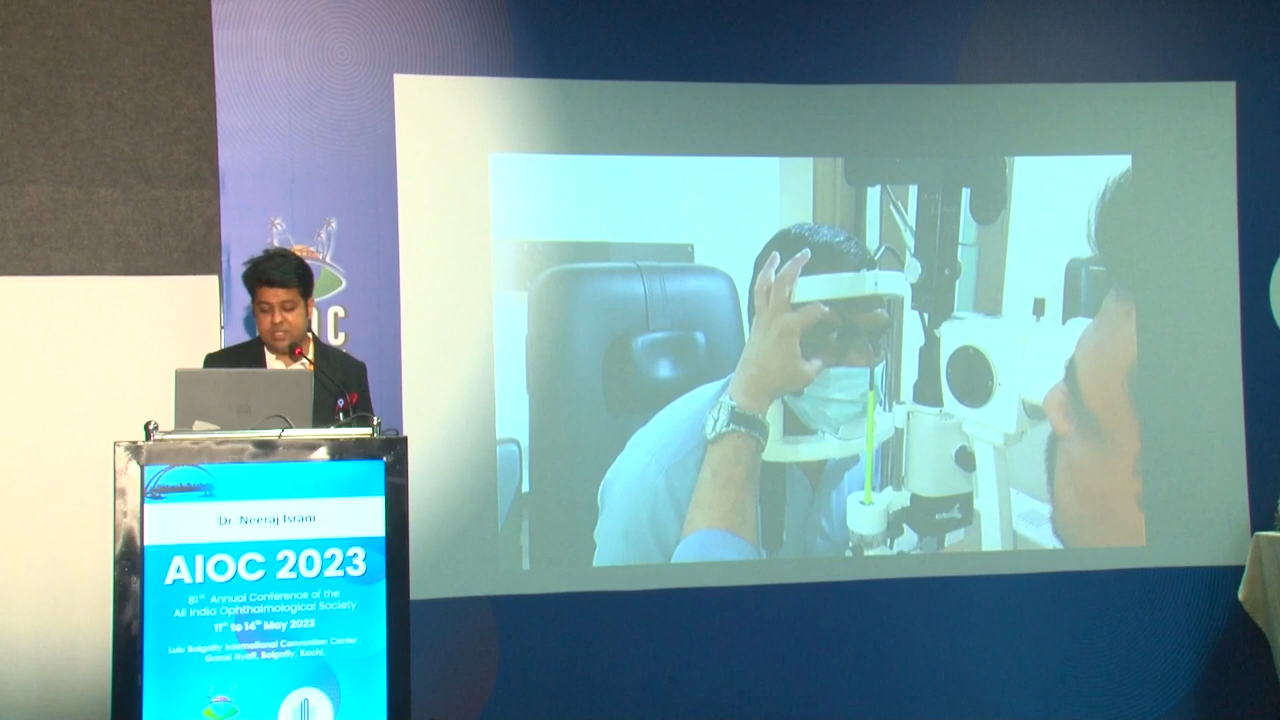 Dr. Neeraj Israni
AIOC 2023
81st Annual Conference of the
All India Ophthalmological Society
11th to 14th May 2023
Lulu Bolgatty International Convention Center,
Grand Hyatt, Bolgatty, Kochi.